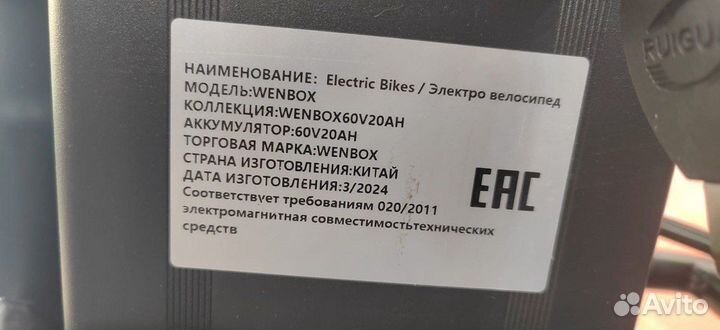 НАИМЕНОВАНИЕ: Electric Bikes / Электро велосипед
МОДЕЛЬ:WENBOX
КОЛЛЕКЦИЯ:WENBOX60V20AH
АККУМУЛЯТОР:60V20AH
ТОРГОВАЯ МАРКА:WENBOX
СТРАНА ИЗГОТОВЛЕНИЯ:КИТАЙ
ДАТА ИЗГОТОВЛЕНИЯ:3/2024
Соответствует требованиям 020/2011
электромагнитная совместимостьтехнических
средств
EAC
RUIGU
Avito